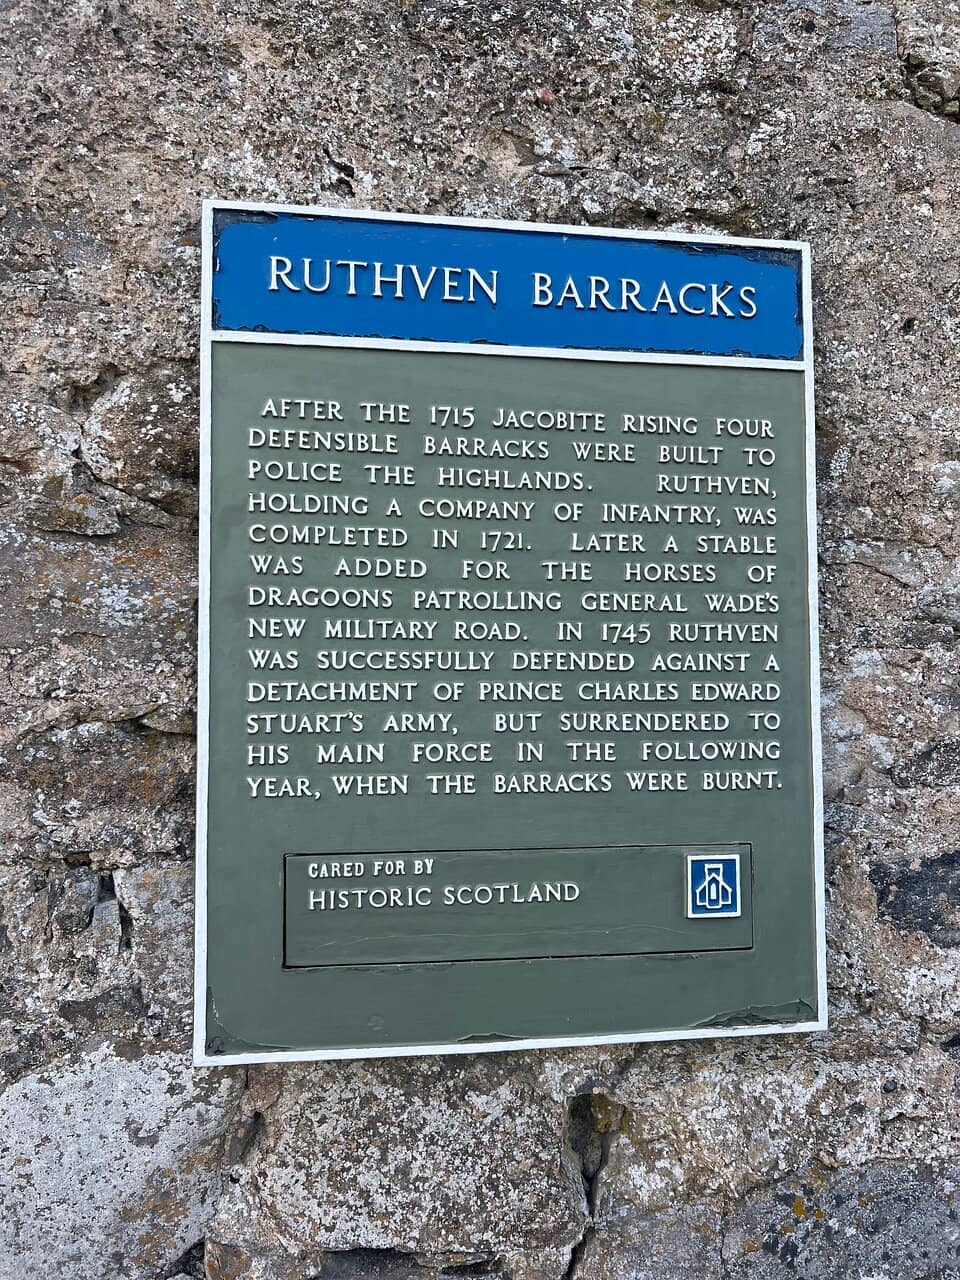 RUTHVEN BARRACKS
AFTER THE 1715 JACOBITE RISING FOUR
DEFENSIBLE BARRACKS WERE BUILT TO
POLICE THE HIGHLANDS. RUTHVEN,
HOLDING A COMPANY OF INFANTRY, WAS
COMPLETED IN 1721. LATER A STABLE
WAS ADDED FOR THE HORSES OF
DRAGOONS PATROLLING GENERAL WADE'S
NEW MILITARY ROAD. IN 1745 RUTHVEN
WAS SUCCESSFULLY DEFENDED AGAINST A
DETACHMENT OF PRINCE CHARLES EDWARD
STUART'S ARMY, BUT SURRENDERED TO
HIS MAIN FORCE IN THE FOLLOWING
YEAR, WHEN THE BARRACKS WERE BURNT.
CARED FOR BY
HISTORIC SCOTLAND